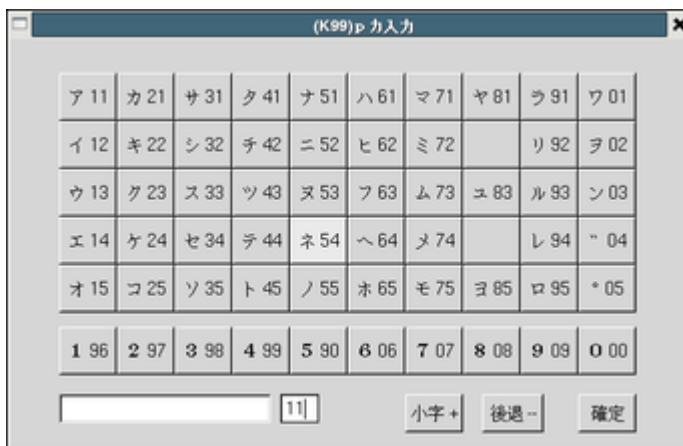 (K99)p カ入力
ア 11 カ 21 サ 31 タ 41 ナ 51 ハ 61 マ 71 ヤ 81 ラ 91 ワ 01
イ 12 キ 22 シ 32 チ 42 ニ 52 ヒ 62 ミ 72 リ 92 ヲ 02
ウ 13 ク 23 ス 33 ツ 43 ヌ 53 フ 63 ム 73 ユ 83 ル 93 ン 03
エ 14 ケ 24 セ 34 テ 44 ネ 54 ヘ 64 メ 74 レ 94 ゛ 04
オ 15 コ 25 ソ 35 ト 45 ノ 55 ホ 65 モ 75 ヨ 85 ロ 95 ゜ 05
1 96 2 97 3 98 4 99 5 90 6 06 7 07 8 08 9 09 0 00
11 小字 + 後退 -- 確定